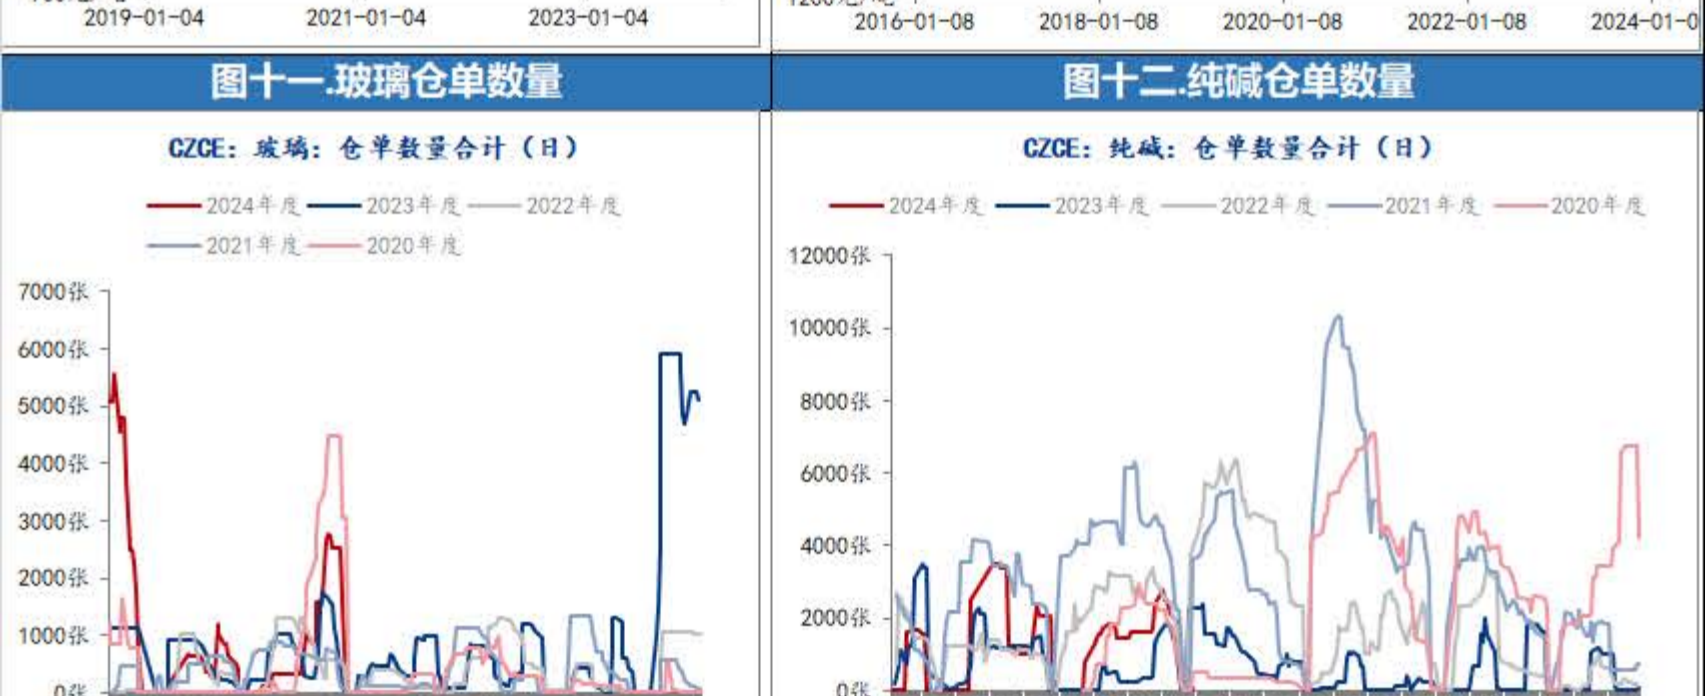 2019-01-04
2021-01-04
2023-01-04
2016-01-08
2018-01-08
2020-01-08
2022-01-08
2024-01-0
图十一.玻璃仓单数量
CZCE: 玻璃: 仓单数量合计（日）
2024年度
2023年度
2022年度
2021年度
2020年度
7000张
6000张
5000张
4000张
3000张
2000张
1000张
0张
图十二.纯碱仓单数量
CZCE: 纯碱: 仓单数量合计（日）
2024年度
2023年度
2022年度
2021年度
2020年度
12000张
10000张
8000张
6000张
4000张
2000张
0张